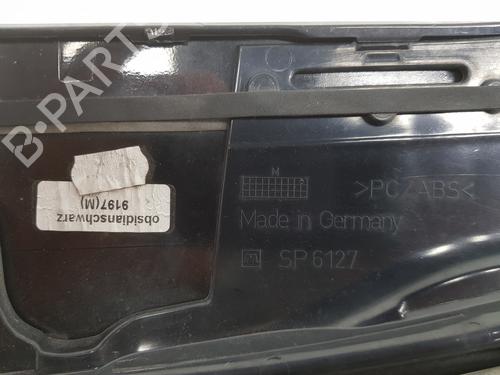 B-PARTS
M
>PC/ABS<
Made in Germany
SP 6127
obsidianschwarz
9197(M)